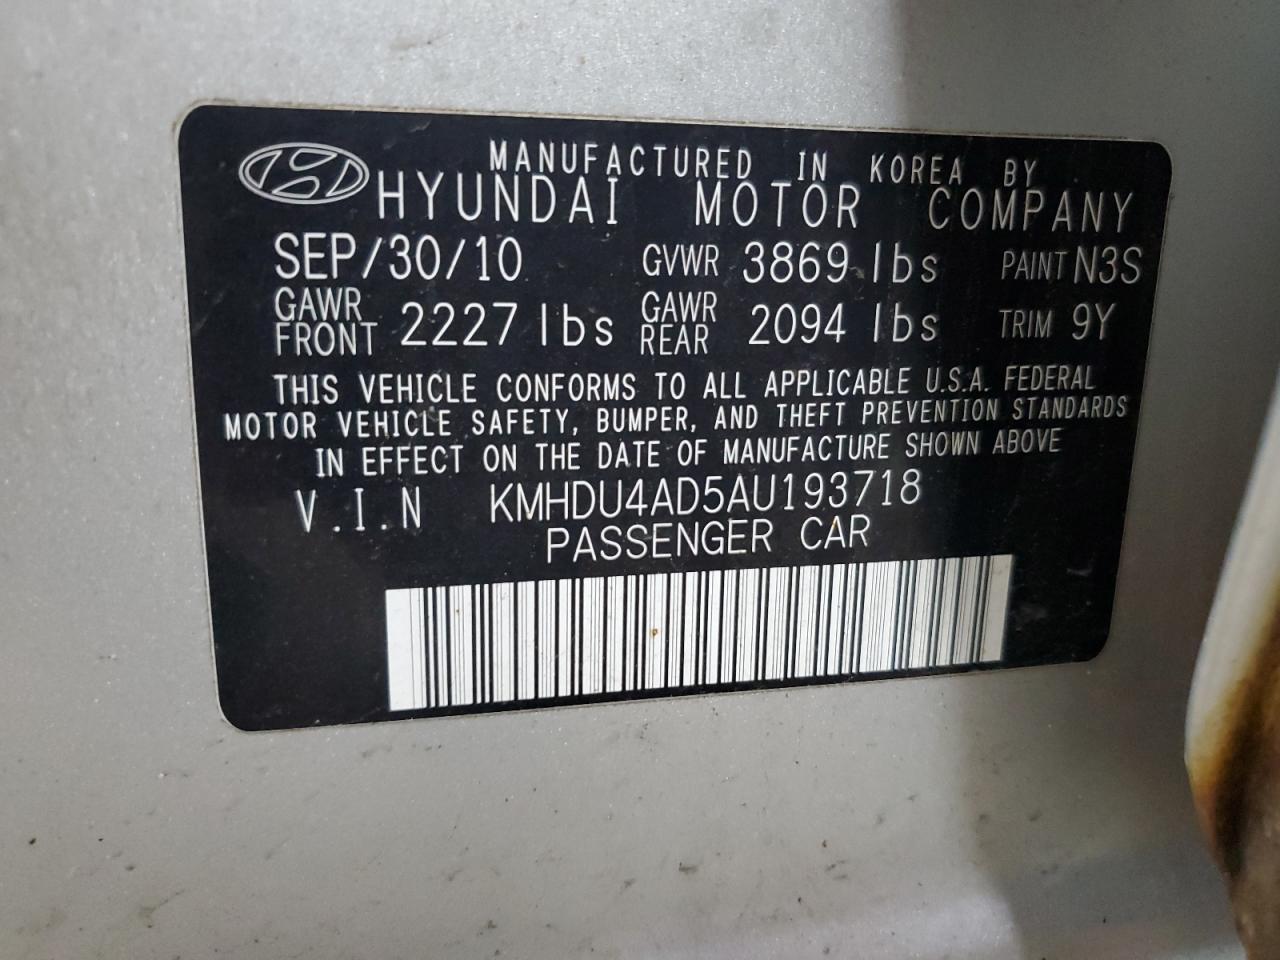 MANUFACTURED IN KOREA BY
HYUNDAI MOTOR COMPANY
SEP/30/10 GVWR 3869 lbs PAINT N3S
GAWR FRONT 2227 lbs GAWR REAR 2094 lbs TRIM 9Y
THIS VEHICLE CONFORMS TO ALL APPLICABLE U.S.A. FEDERAL
MOTOR VEHICLE SAFETY, BUMPER, AND THEFT PREVENTION STANDARDS
IN EFFECT ON THE DATE OF MANUFACTURE SHOWN ABOVE
V.I.N KMHDU4AD5AU193718
PASSENGER CAR